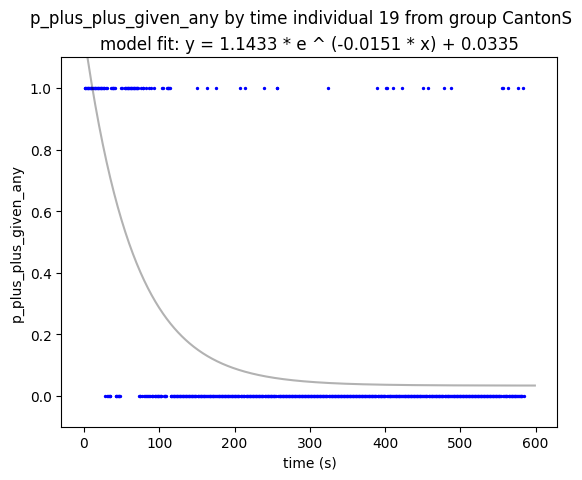 p_plus_plus_given_any by time individual 19 from group CantonS
model fit: y = 1.1433 * e ^ (-0.0151 * x) + 0.0335
p_plus_plus_given_any
1.0
0.8
0.6
0.4
0.2
0.0
0 100 200 300 400 500 600
time (s)